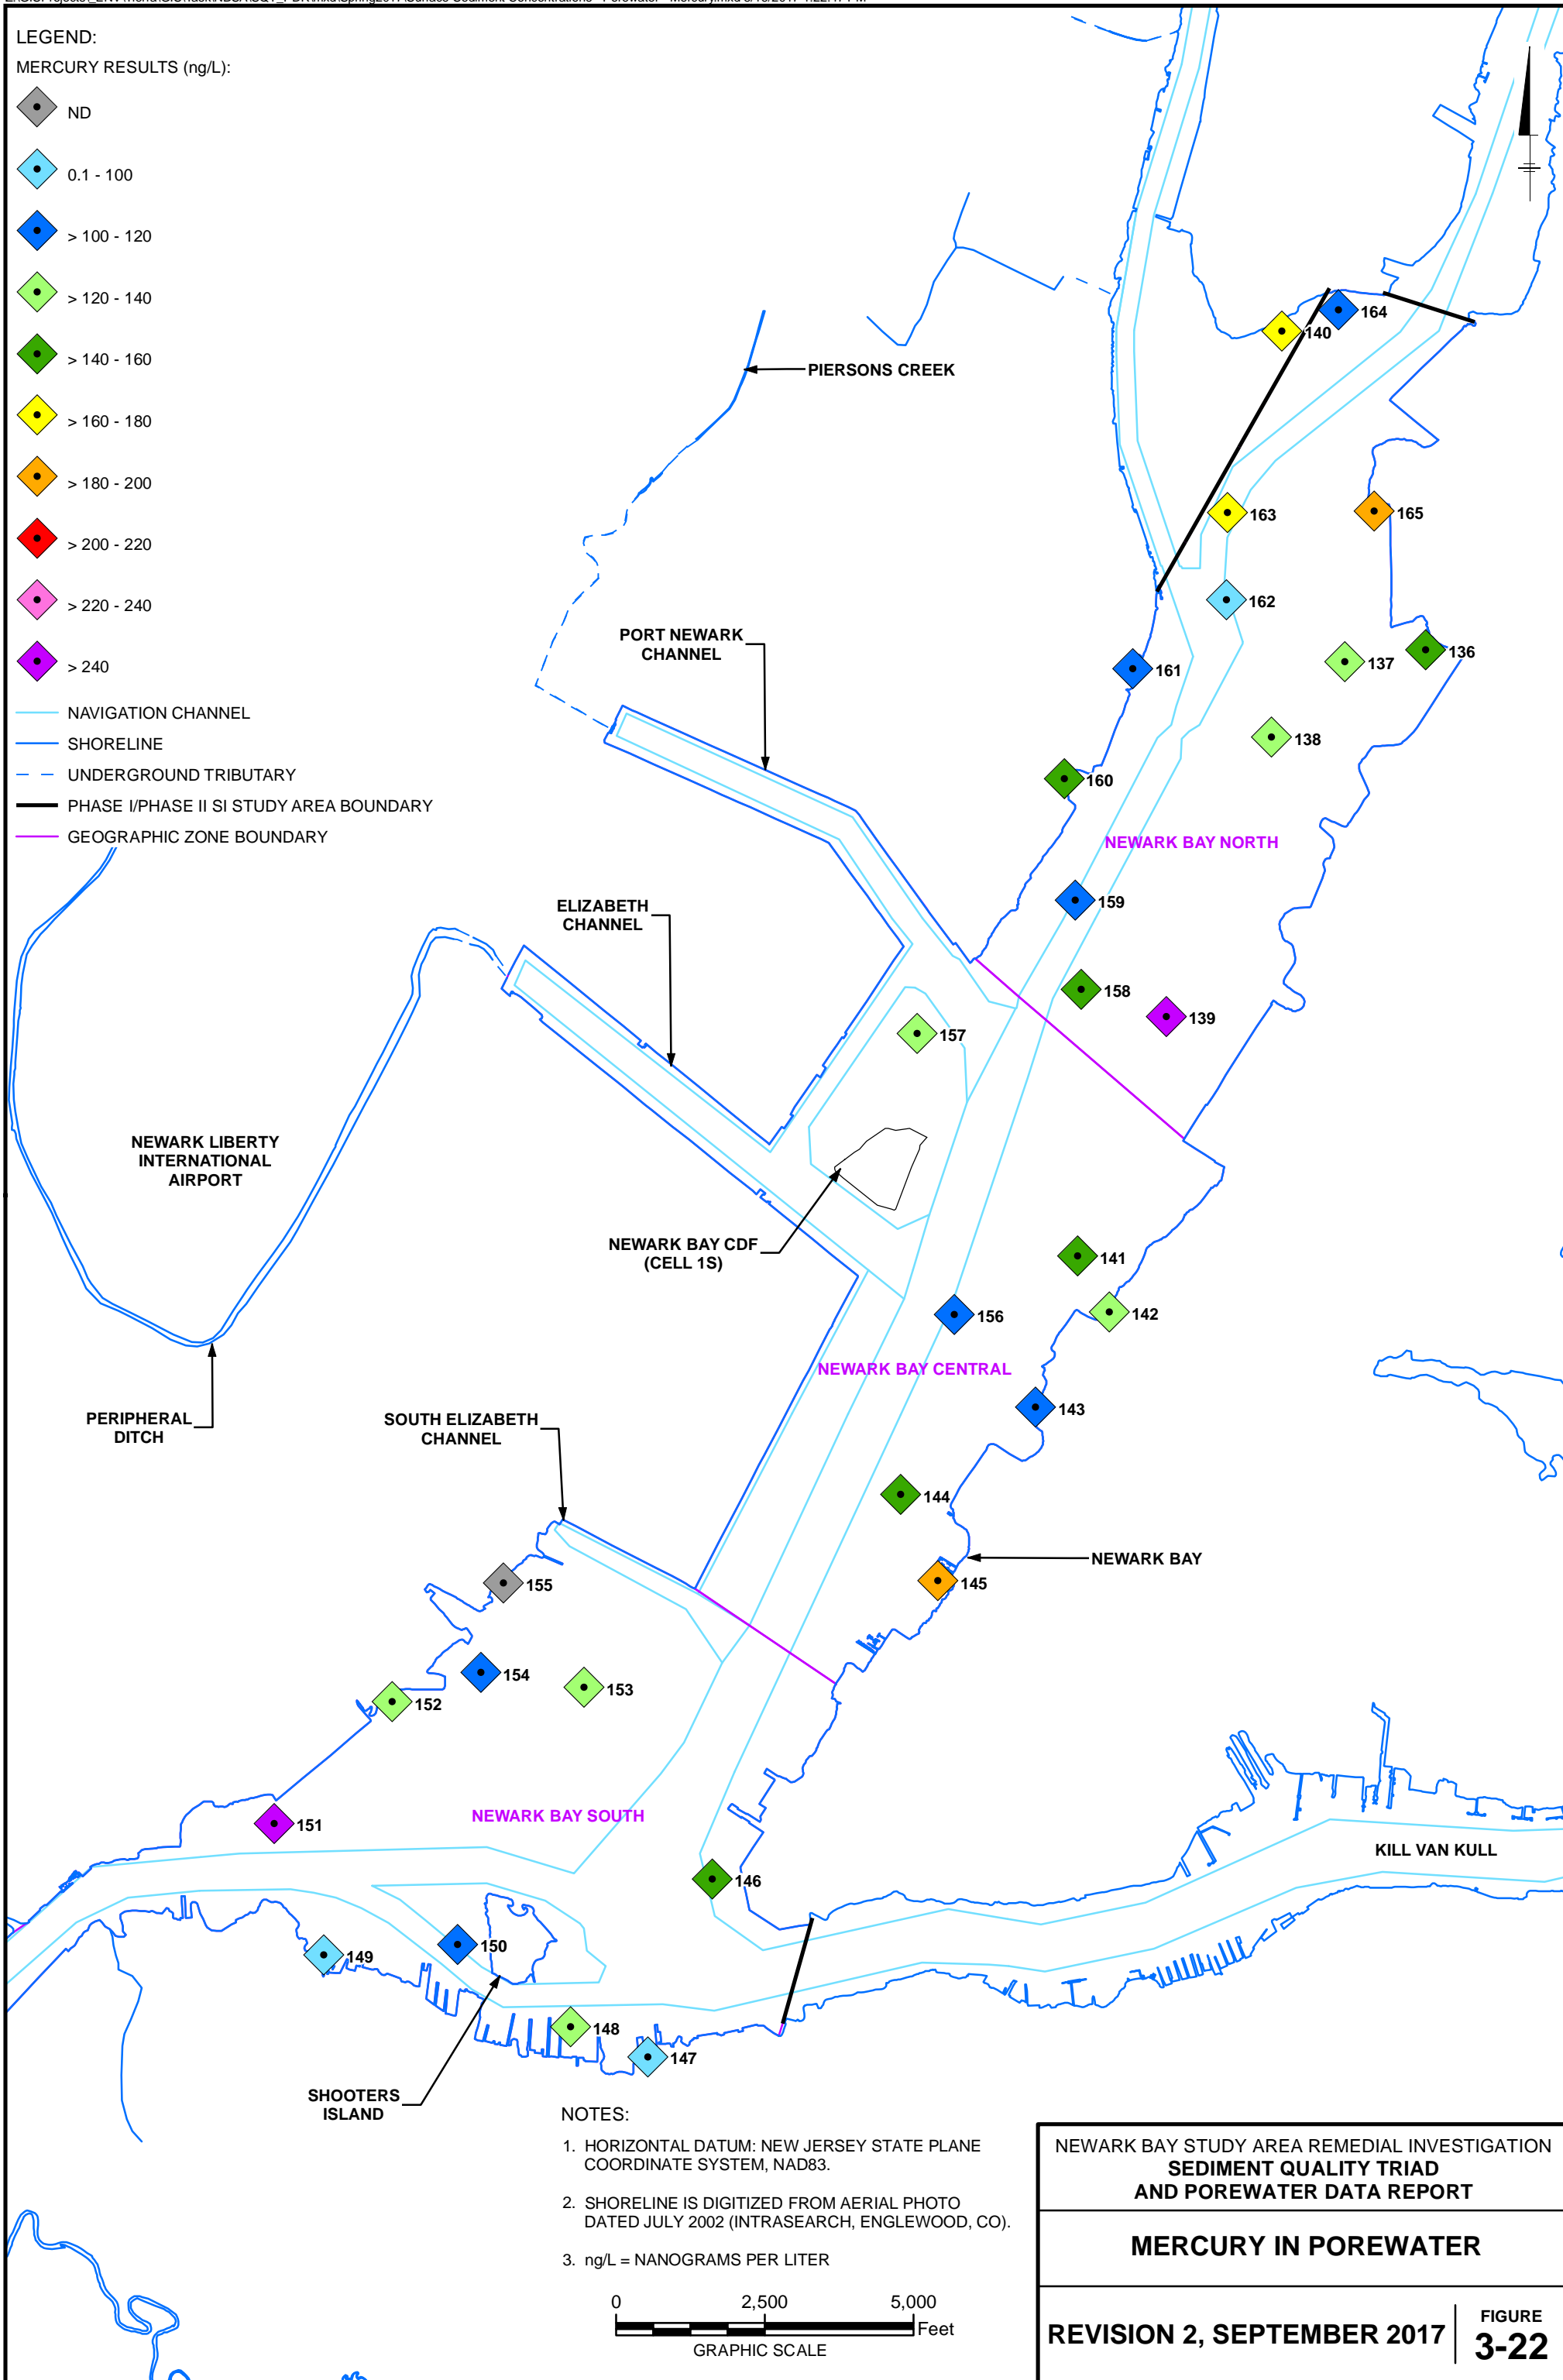 LEGEND:
MERCURY RESULTS (ng/L):
ND
0.1 - 100
> 100 - 120
> 120 - 140
> 140 - 160
> 160 - 180
> 180 - 200
> 200 - 220
> 220 - 240
> 240
NAVIGATION CHANNEL
SHORELINE
UNDERGROUND TRIBUTARY
PHASE I/PHASE II SI STUDY AREA BOUNDARY
GEOGRAPHIC ZONE BOUNDARY
164
140
PIERSONS CREEK
163
165
162
PORT NEWARK
CHANNEL
136
137
161
138
160
NEWARK BAY NORTH
159
ELIZABETH
CHANNEL
158
139
157
NEWARK LIBERTY
INTERNATIONAL
AIRPORT
NEWARK BAY CDF
(CELL 1S)
141
142
156
NEWARK BAY CENTRAL
143
PERIPHERAL
DITCH
SOUTH ELIZABETH
CHANNEL
144
NEWARK BAY
145
155
154
153
152
NEWARK BAY SOUTH
151
KILL VAN KULL
146
150
149
148
147
SHOOTERS
ISLAND
NOTES:
1. HORIZONTAL DATUM: NEW JERSEY STATE PLANE
COORDINATE SYSTEM, NAD83.
2. SHORELINE IS DIGITIZED FROM AERIAL PHOTO
DATED JULY 2002 (INTRASEARCH, ENGLEWOOD, CO).
3. ng/L = NANOGRAMS PER LITER
0 2,500 5,000
Feet
GRAPHIC SCALE
NEWARK BAY STUDY AREA REMEDIAL INVESTIGATION
SEDIMENT QUALITY TRIAD
AND POREWATER DATA REPORT
MERCURY IN POREWATER
REVISION 2, SEPTEMBER 2017
FIGURE
3-22